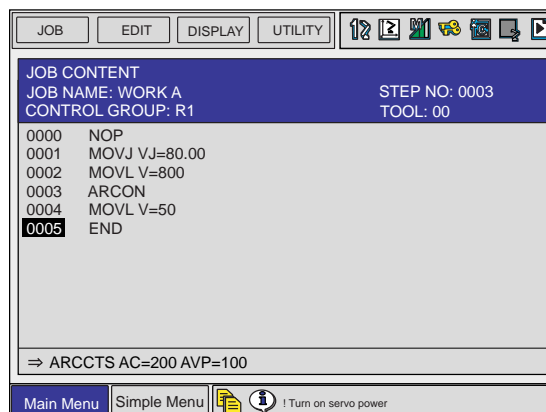 JOB EDIT DISPLAY UTILITY
JOB CONTENT
JOB NAME: WORK A STEP NO: 0003
CONTROL GROUP: R1 TOOL: 00
0000 NOP
0001 MOVJ VJ=80.00
0002 MOVL V=800
0003 ARCON
0004 MOVL V=50
0005 END
⇒ ARCCTS AC=200 AVP=100
Main Menu Simple Menu ! Turn on servo power